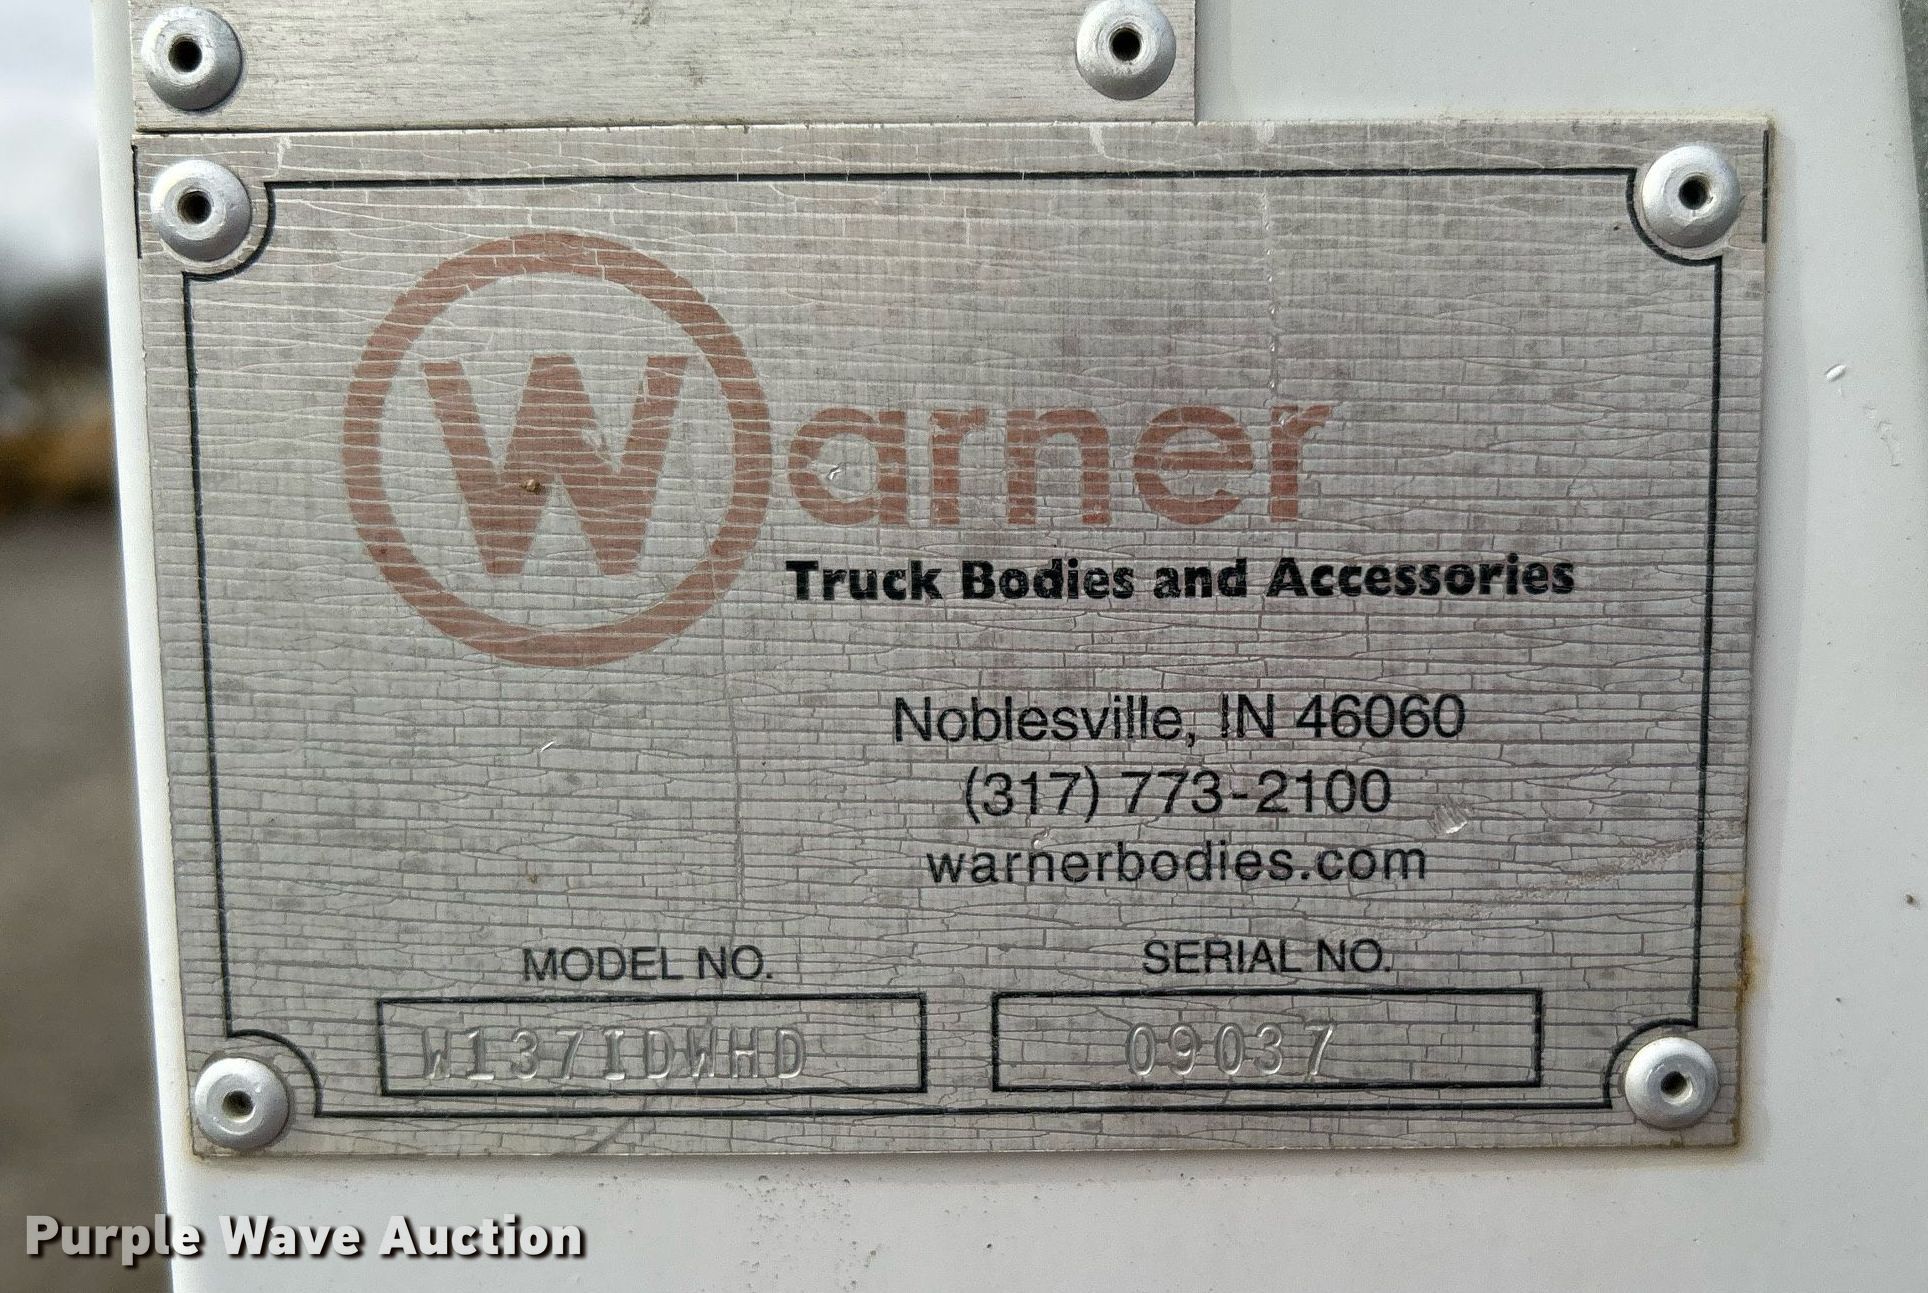 Warner
Truck Bodies and Accessories
Noblesville, IN 46060
(317) 773-2100
warnerbodies.com
MODEL NO. SERIAL NO.
W137IDWHD 09037
Purple Wave Auction